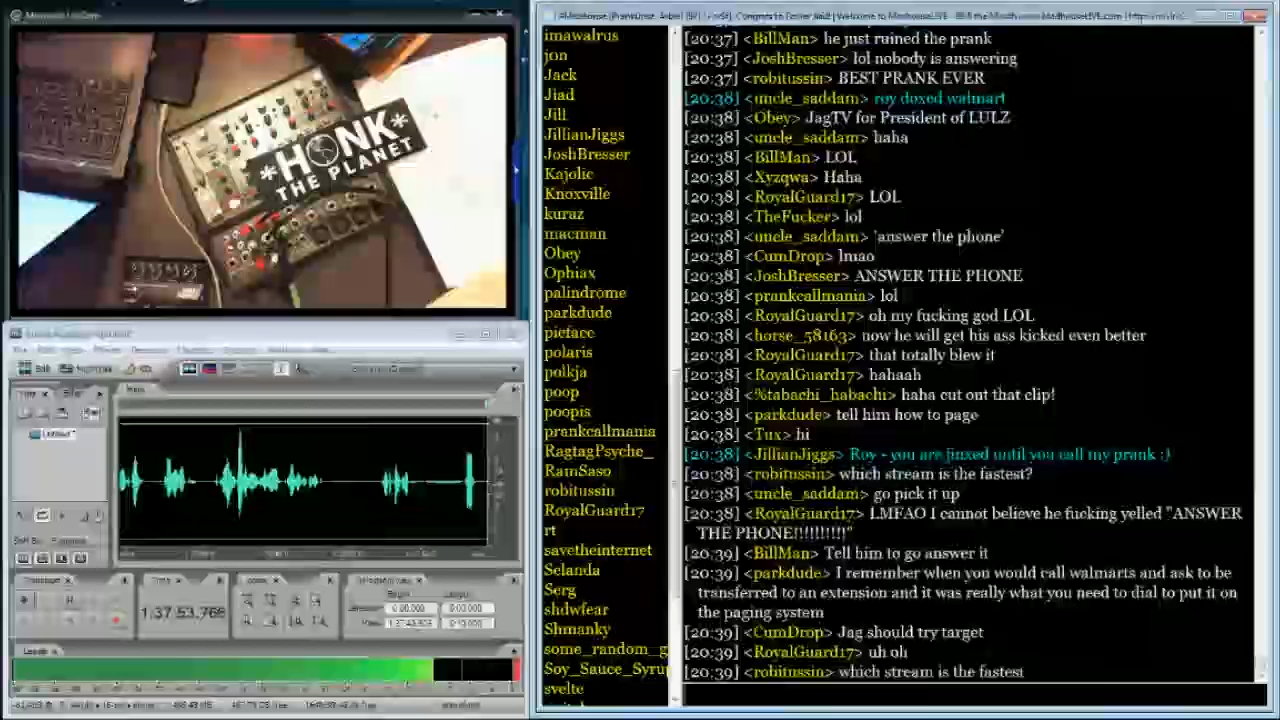 *HONK*
THE PLANET
Edit
1:37:53.768
imawalrus
jon
Jack
Jiad
Jill
JillianJiggs
JoshBresser
Kajolic
Knoxville
kuraz
macman
Obey
Ophiax
palindrome
parkdude
pieface
polaris
polkja
poop
poopis
prankcallmania
RagtagPsyche_
RamSaso
robitussin
RoyalGuard17
rt
savetheinternet
Selanda
Serg
shdwfear
Shmanky
some_random_g
Soy_Sauce_Syru
svelte
[20:37] <BillMan> he just ruined the prank
[20:37] <JoshBresser> lol nobody is answering
[20:37] <robitussin> BEST PRANK EVER
[20:38] <uncle_saddam> roy doxed walmart
[20:38] <Obey> JagTV for President of LULZ
[20:38] <uncle_saddam> haha
[20:38] <BillMan> LOL
[20:38] <Xyzqwa> Haha
[20:38] <RoyalGuard17> LOL
[20:38] <TheFucker> lol
[20:38] <uncle_saddam> 'answer the phone'
[20:38] <CumDrop> lmao
[20:38] <JoshBresser> ANSWER THE PHONE
[20:38] <prankcallmania> lol
[20:38] <RoyalGuard17> oh my fucking god LOL
[20:38] <horse_58163> now he will get his ass kicked even better
[20:38] <RoyalGuard17> that totally blew it
[20:38] <RoyalGuard17> hahaah
[20:38] <%tabachi_habachi> haha cut out that clip!
[20:38] <parkdude> tell him how to page
[20:38] <Tux> hi
[20:38] <JillianJiggs> Roy - you are jinxed until you call my prank :)
[20:38] <robitussin> which stream is the fastest?
[20:38] <uncle_saddam> go pick it up
[20:38] <RoyalGuard17> LMFAO I cannot believe he fucking yelled "ANSWER
THE PHONE!!!!!!!!!!"
[20:39] <BillMan> Tell him to go answer it
[20:39] <parkdude> I remember when you would call walmarts and ask to be
transferred to an extension and it was really what you need to dial to put it on
the paging system
[20:39] <CumDrop> Jag should try target
[20:39] <RoyalGuard17> uh oh
[20:39] <robitussin> which stream is the fastest